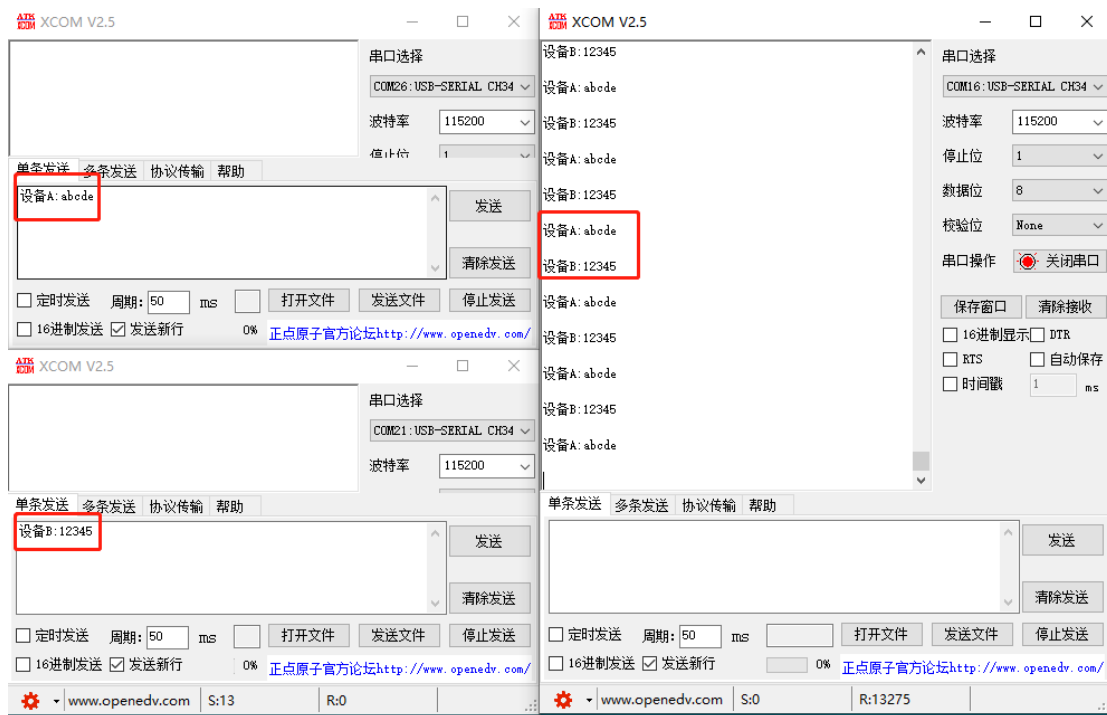 ATK XCOM XCOM V2.5
串口选择
COM26:USB-SERIAL CH34
波特率 115200
停止位 1
单条发送 多条发送 协议传输 帮助
设备A:abcde
发送
清除发送
定时发送 周期: 50 ms 打开文件 发送文件 停止发送
16进制发送 发送新行 0% 正点原子官方论坛http://www.openedv.com/
ATK XCOM XCOM V2.5
串口选择
COM21:USB-SERIAL CH34
波特率 115200
单条发送 多条发送 协议传输 帮助
设备B:12345
发送
清除发送
定时发送 周期: 50 ms 打开文件 发送文件 停止发送
16进制发送 发送新行 0% 正点原子官方论坛http://www.openedv.com/
www.openedv.com S:13 R:0
ATK XCOM XCOM V2.5
设备B:12345
设备A:abcde
设备B:12345
设备A:abcde
设备B:12345
设备A:abcde
设备B:12345
设备A:abcde
设备B:12345
设备A:abcde
设备B:12345
设备A:abcde
串口选择
COM16:USB-SERIAL CH34
波特率 115200
停止位 1
数据位 8
校验位 None
串口操作 关闭串口
保存窗口 清除接收
16进制显示 DTR
RTS 自动保存
时间戳 1 ms
单条发送 多条发送 协议传输 帮助
发送
清除发送
定时发送 周期: 50 ms 打开文件 发送文件 停止发送
16进制发送 发送新行 0% 正点原子官方论坛http://www.openedv.com/
www.openedv.com S:0 R:13275